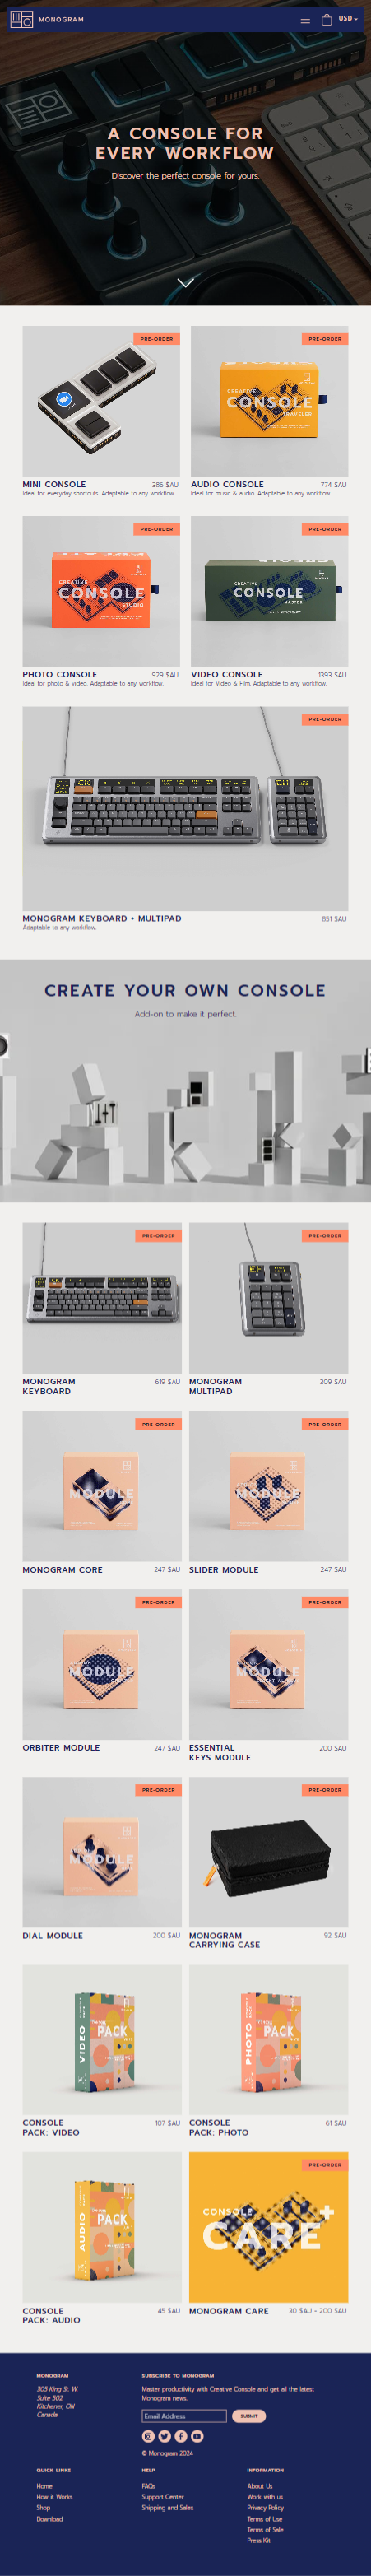 MONOGRAM
USD
A CONSOLE FOR
EVERY WORKFLOW
Discover the perfect console for yours.
PRE-ORDER
PRE-ORDER
CREATIVE
CONSOLE
TRAVELER
MINI CONSOLE 386 $AU
Ideal for everyday shortcuts. Adaptable to any workflow.
AUDIO CONSOLE 774 $AU
Ideal for music & audio. Adaptable to any workflow.
PRE-ORDER
PRE-ORDER
CREATIVE
CONSOLE
STUDIO
CREATIVE
CONSOLE
MASTER
PHOTO CONSOLE 929 $AU
Ideal for photo & video. Adaptable to any workflow.
VIDEO CONSOLE 1393 $AU
Ideal for Video & Film. Adaptable to any workflow.
PRE-ORDER
MONOGRAM KEYBOARD + MULTIPAD 851 $AU
Adaptable to any workflow.
CREATE YOUR OWN CONSOLE
Add-on to make it perfect.
PRE-ORDER
PRE-ORDER
MONOGRAM
KEYBOARD
619 $AU
MONOGRAM
MULTIPAD
309 $AU
PRE-ORDER
PRE-ORDER
MODULE
MODULE
MONOGRAM CORE 247 $AU
SLIDER MODULE 247 $AU
PRE-ORDER
PRE-ORDER
MODULE
MODULE
ORBITER MODULE 247 $AU
ESSENTIAL
KEYS MODULE
200 $AU
PRE-ORDER
PRE-ORDER
MODULE
DIAL MODULE 200 $AU
MONOGRAM
CARRYING CASE
92 $AU
VIDEO
PACK
PHOTO
PACK
CONSOLE
PACK: VIDEO
107 $AU
CONSOLE
PACK: PHOTO
61 $AU
PRE-ORDER
AUDIO
PACK
CONSOLE
CARE+
CONSOLE
PACK: AUDIO
45 $AU
MONOGRAM CARE 30 $AU - 200 $AU
MONOGRAM
305 King St. W.
Suite 502
Kitchener, ON
Canada
SUBSCRIBE TO MONOGRAM
Master productivity with Creative Console and get all the latest
Monogram news.
Email Address
SUBMIT
© Monogram 2024
QUICK LINKS
Home
How it Works
Shop
Download
HELP
FAQs
Support Center
Shipping and Sales
INFORMATION
About Us
Work with us
Privacy Policy
Terms of Use
Terms of Sale
Press Kit